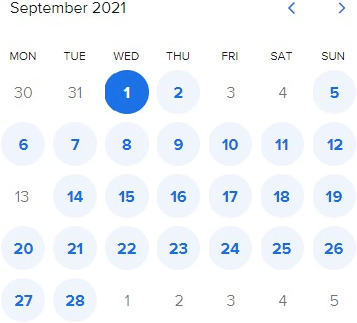 September 2021
MON TUE WED THU FRI SAT SUN
30 31 1 2 3 4 5
6 7 8 9 10 11 12
13 14 15 16 17 18 19
20 21 22 23 24 25 26
27 28 1 2 3 4 5